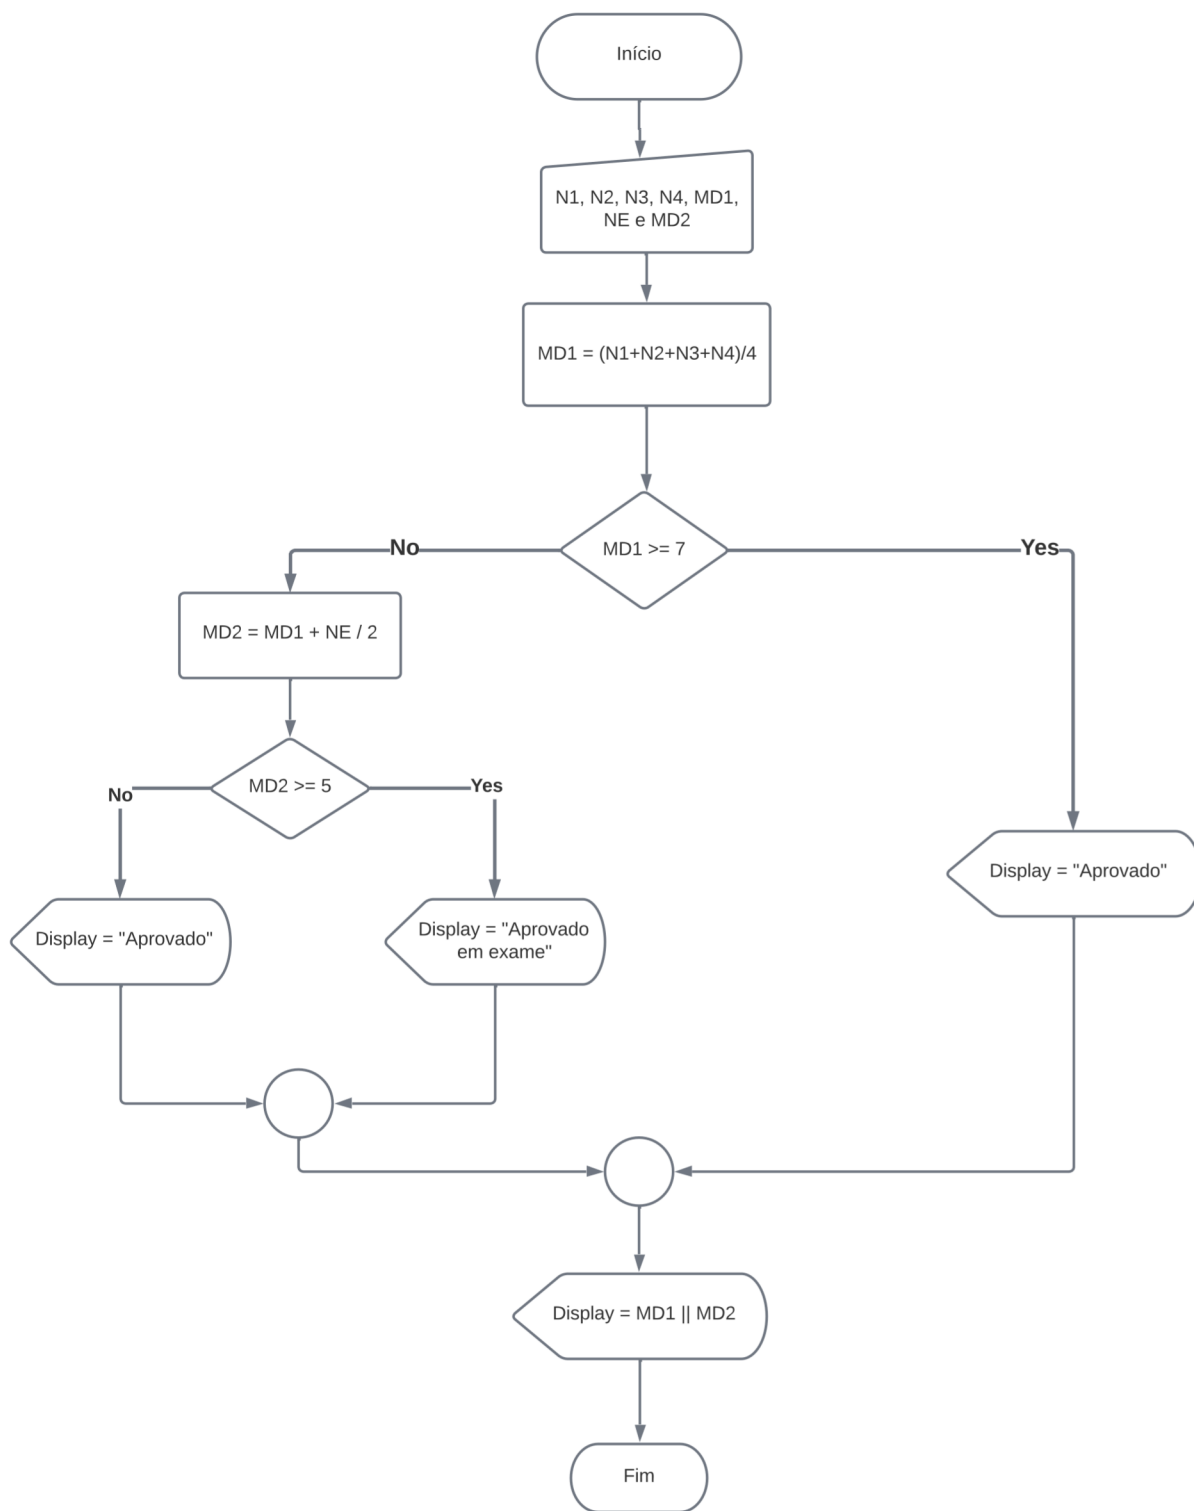 Início
N1, N2, N3, N4, MD1,
NE e MD2
MD1 = (N1+N2+N3+N4)/4
MD1 >= 7
No
Yes
MD2 = MD1 + NE / 2
MD2 >= 5
No
Yes
Display = "Aprovado"
Display = "Aprovado
em exame"
Display = "Aprovado"
Display = MD1 || MD2
Fim